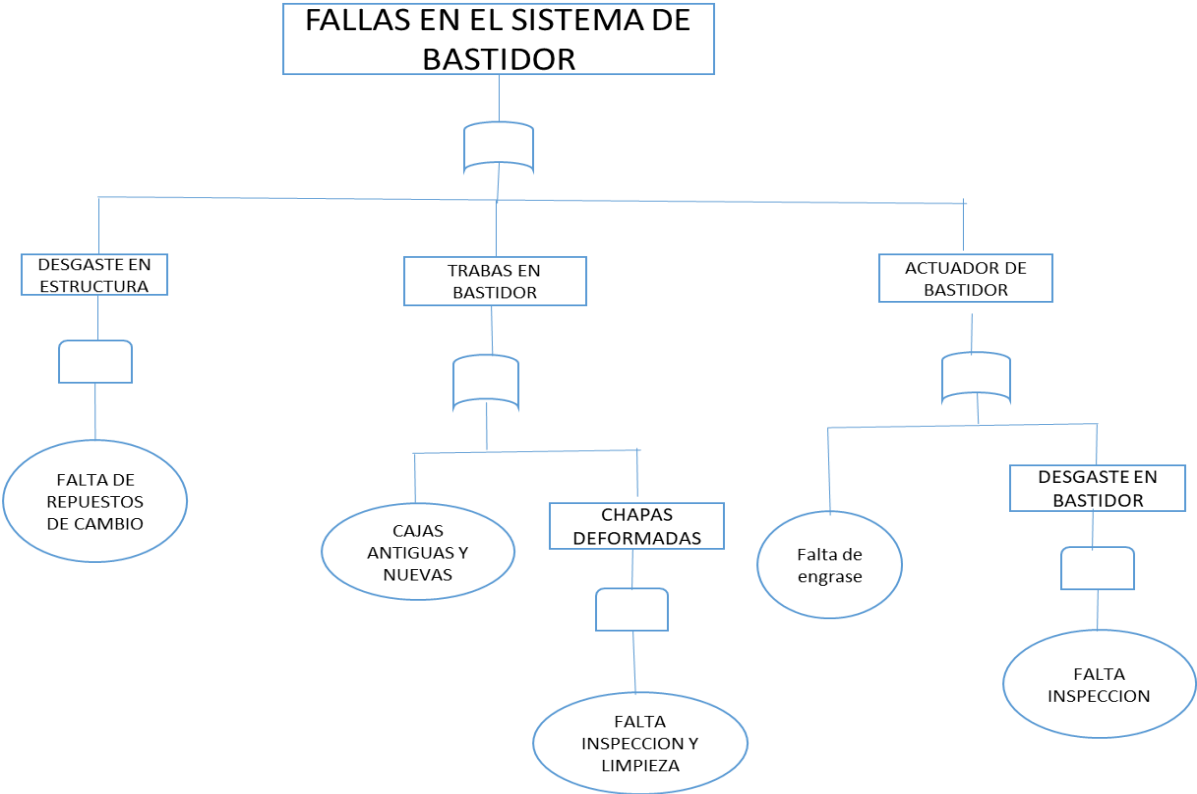 FALLAS EN EL SISTEMA DE
BASTIDOR
DESGASTE EN
ESTRUCTURA
TRABAS EN
BASTIDOR
ACTUADOR DE
BASTIDOR
FALTA DE
REPUESTOS
DE CAMBIO
CAJAS
ANTIGUAS Y
NUEVAS
CHAPAS
DEFORMADAS
Falta de
engrase
DESGASTE EN
BASTIDOR
FALTA
INSPECCION Y
LIMPIEZA
FALTA
INSPECCION